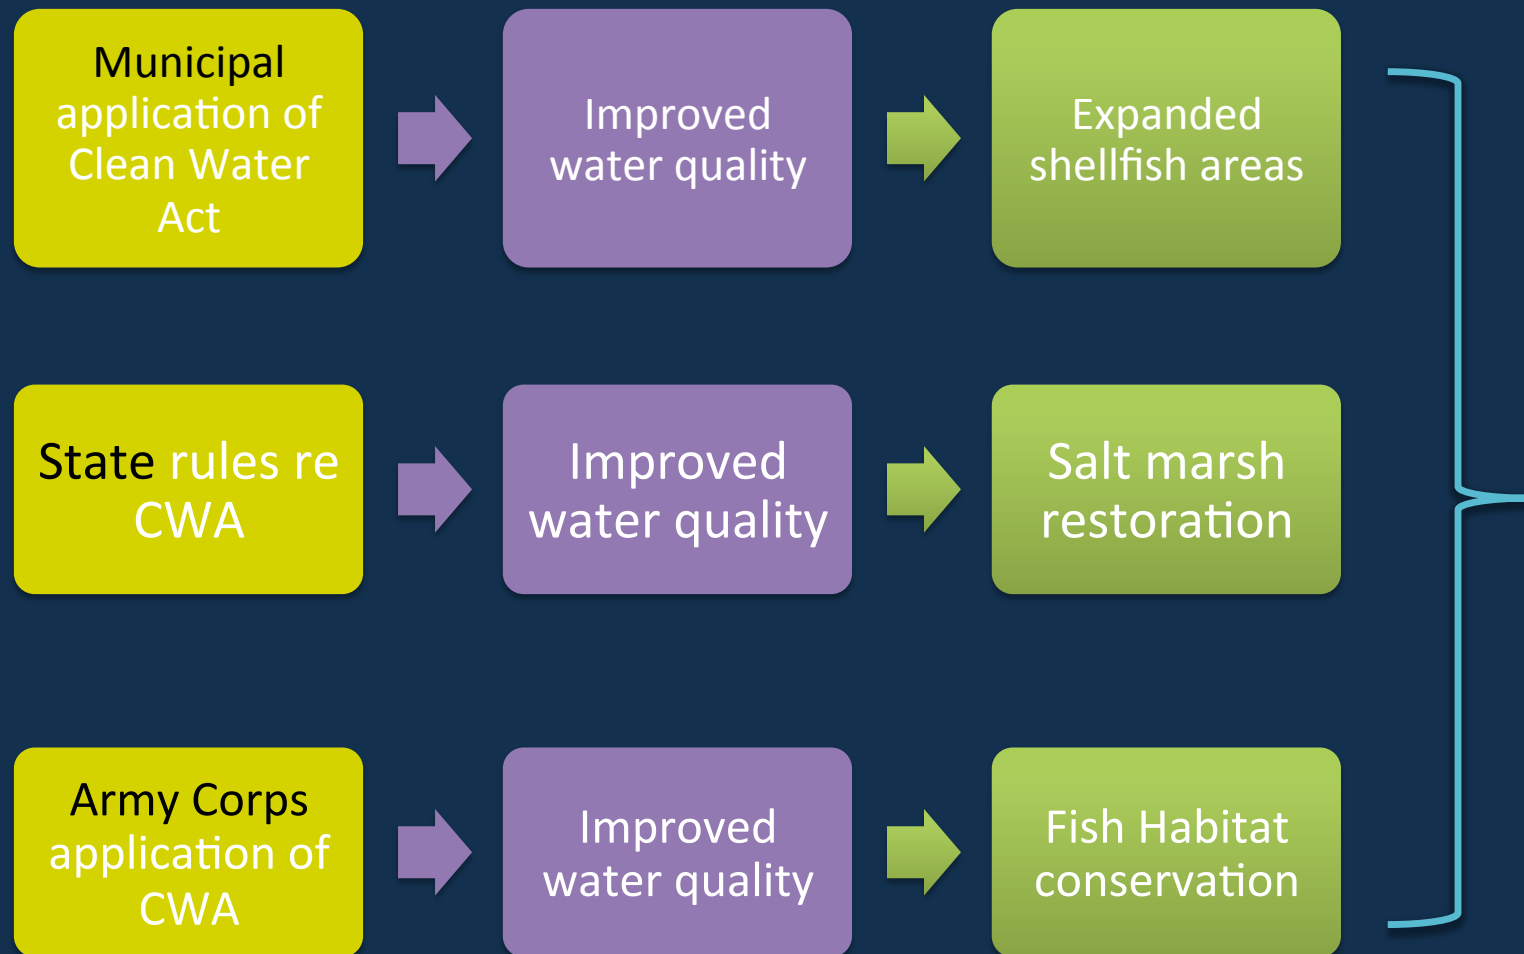 Municipal
application of
Clean Water
Act
Improved
water quality
Expanded
shellfish areas
State rules re
CWA
Improved
water quality
Salt marsh
restoration
Army Corps
application of
CWA
Improved
water quality
Fish Habitat
conservation